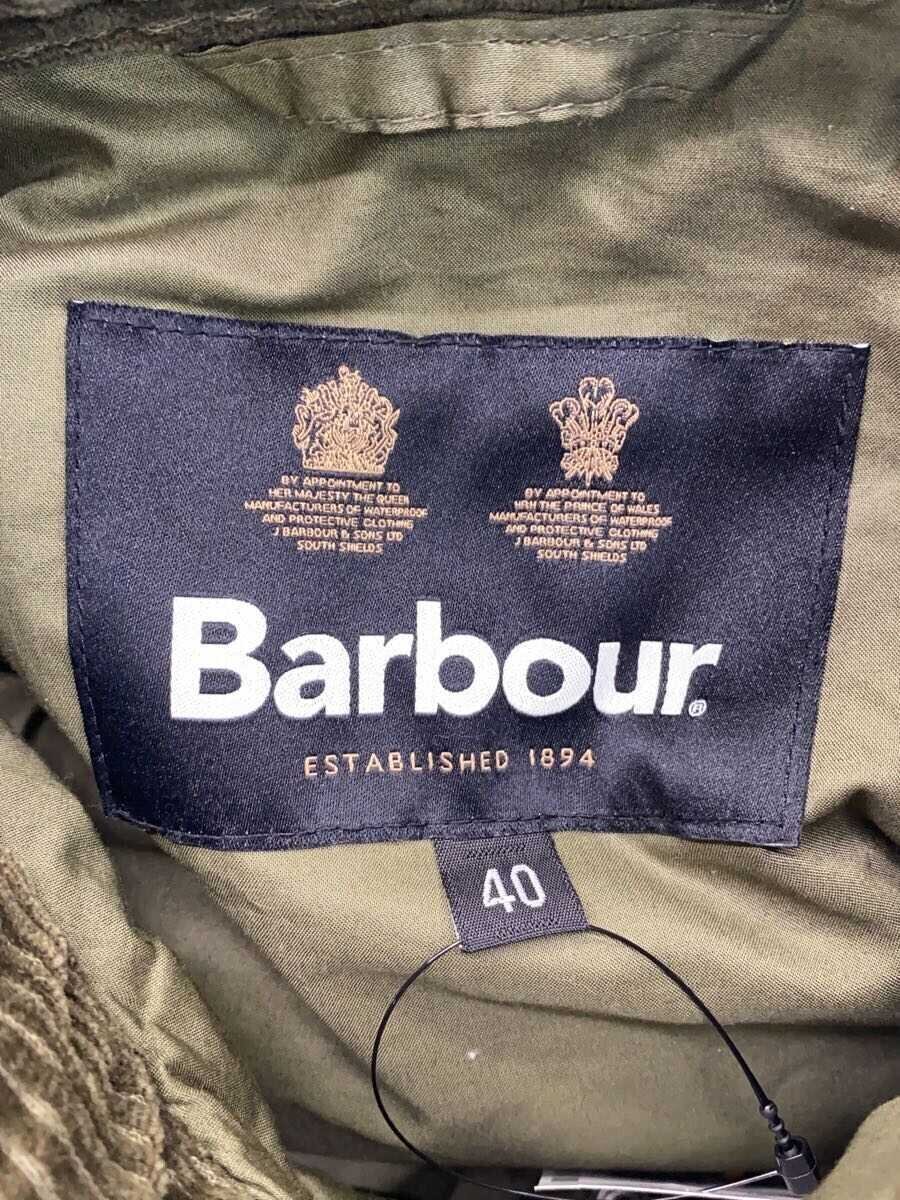 BY APPOINTMENT TO
HER MAJESTY THE QUEEN
MANUFACTURERS OF WATERPROOF
AND PROTECTIVE CLOTHING
J BARBOUR & SONS LTD
SOUTH SHIELDS
BY APPOINTMENT TO
HRH THE PRINCE OF WALES
MANUFACTURERS OF WATERPROOF
AND PROTECTIVE CLOTHING
J BARBOUR & SONS LTD
SOUTH SHIELDS
Barbour®
ESTABLISHED 1894
40